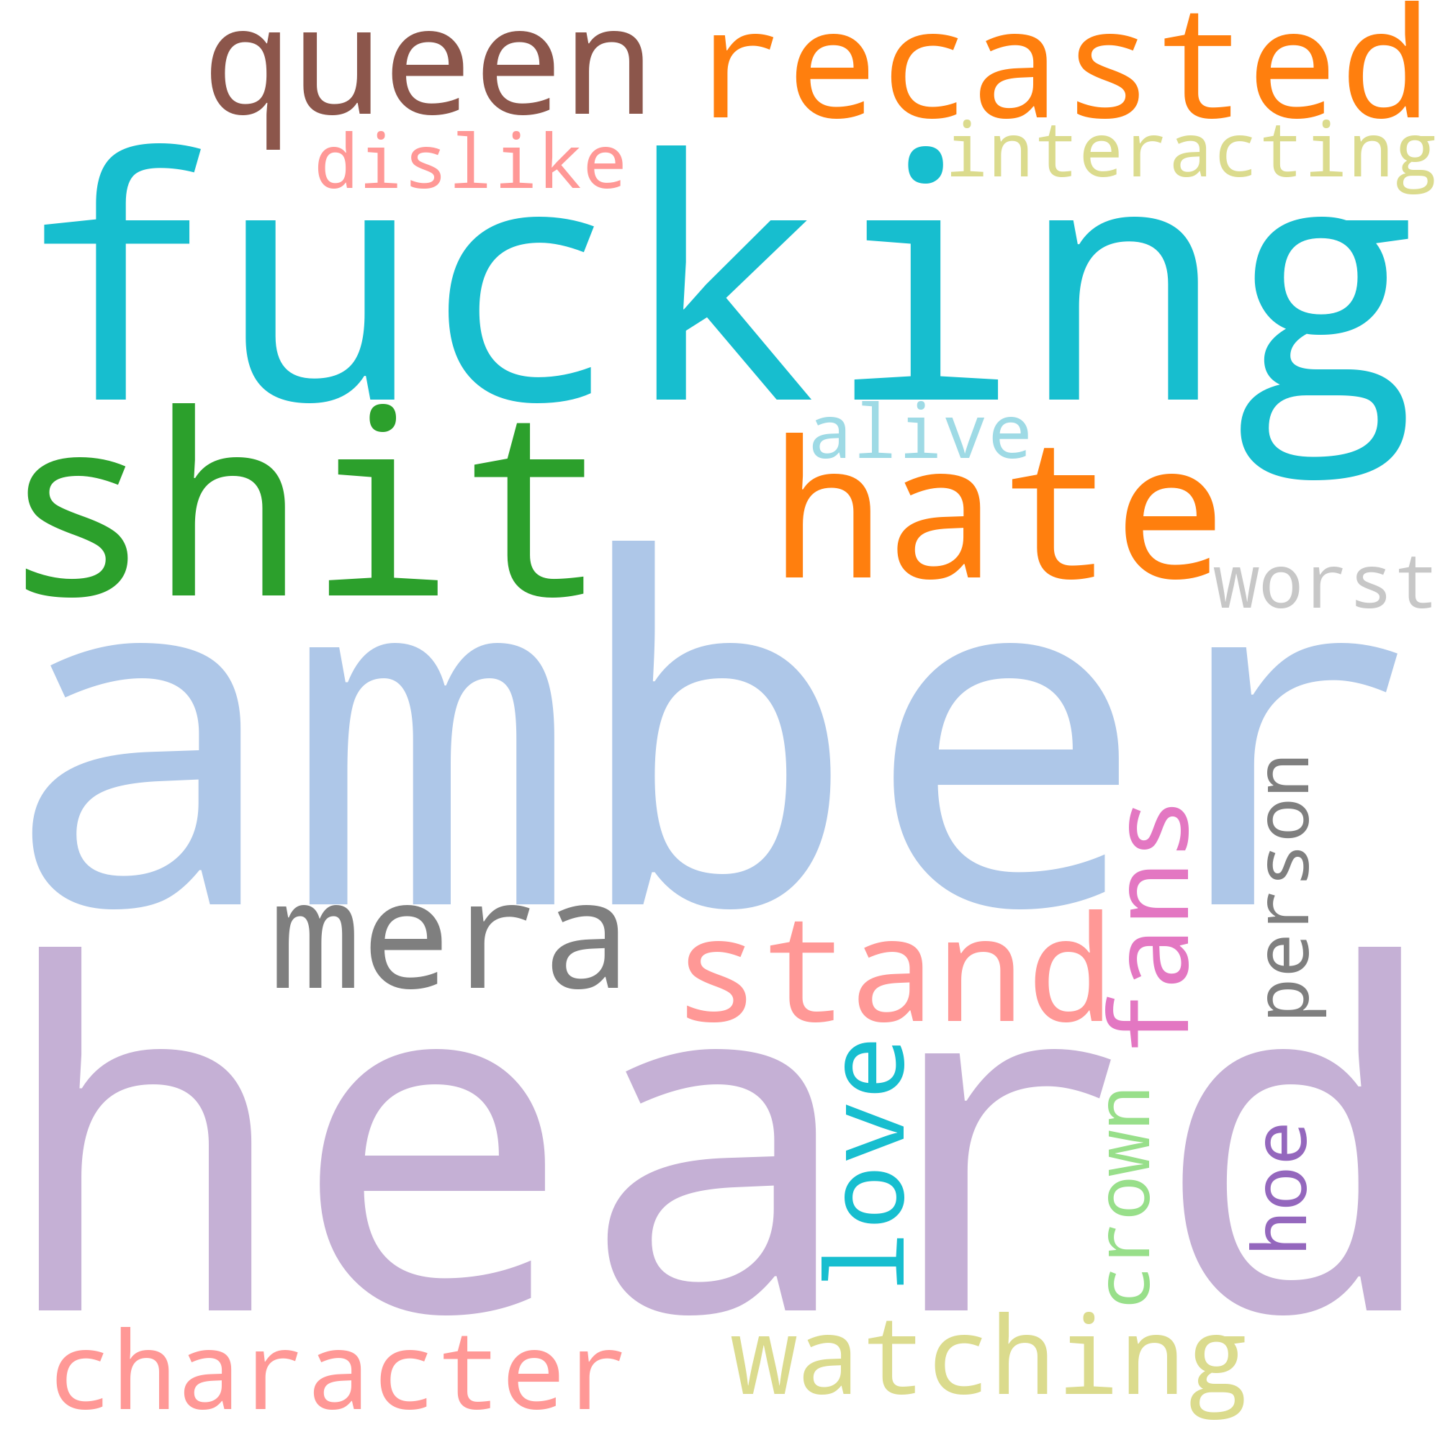 queen recasted
dislike interacting
fucking
shit alive
hate
worst
amber
person
fans
mera stand
heard
love
crown
hoe
character watching